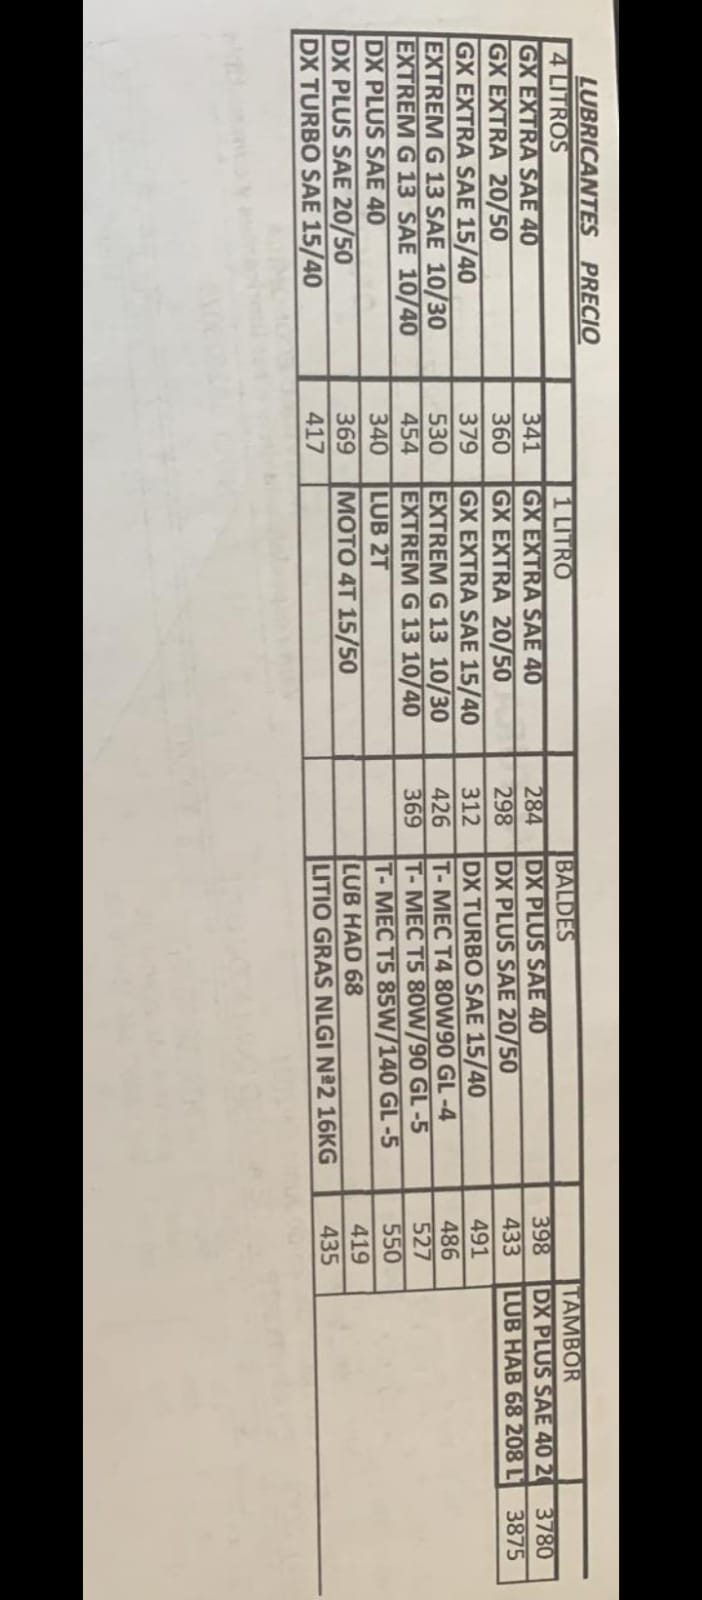 LUBRICANTES PRECIO
4 LITROS 1 LITRO BALDES TAMBOR
GX EXTRA SAE 40 341 GX EXTRA SAE 40 284 DX PLUS SAE 40 398 DX PLUS SAE 40 3780
GX EXTRA 20/50 360 GX EXTRA 20/50 298 DX PLUS SAE 20/50 433 LUB HAB 68 208 L 3875
GX EXTRA SAE 15/40 379 GX EXTRA SAE 15/40 312 DX TURBO SAE 15/40 491
EXTREM G 13 SAE 10/30 530 EXTREM G 13 10/30 426 T- MEC T4 80W90 GL -4 486
EXTREM G 13 SAE 10/40 454 EXTREM G 13 10/40 369 T- MEC T5 80W/90 GL -5 527
DX PLUS SAE 40 340 LUB 2T T- MEC T5 85W/140 GL -5 550
DX PLUS SAE 20/50 369 MOTO 4T 15/50 LUB HAD 68 419
DX TURBO SAE 15/40 417 LITIO GRAS NLGI Nª2 16KG 435